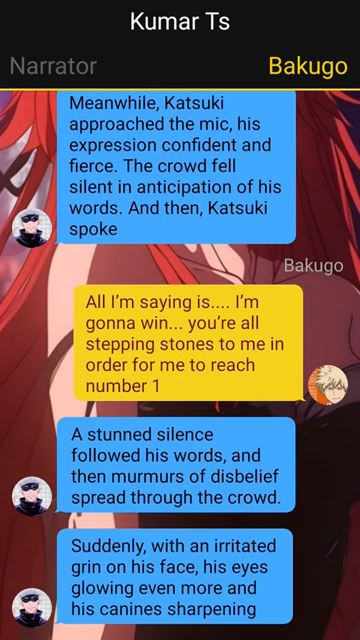 Kumar Ts
Narrator
Bakugo
Meanwhile, Katsuki
approached the mic, his
expression confident and
fierce. The crowd fell
silent in anticipation of his
words. And then, Katsuki
spoke
Bakugo
All I’m saying is.... I’m
gonna win... you’re all
stepping stones to me in
order for me to reach
number 1
A stunned silence
followed his words, and
then murmurs of disbelief
spread through the crowd.
Suddenly, with an irritated
grin on his face, his eyes
glowing even more and
his canines sharpening